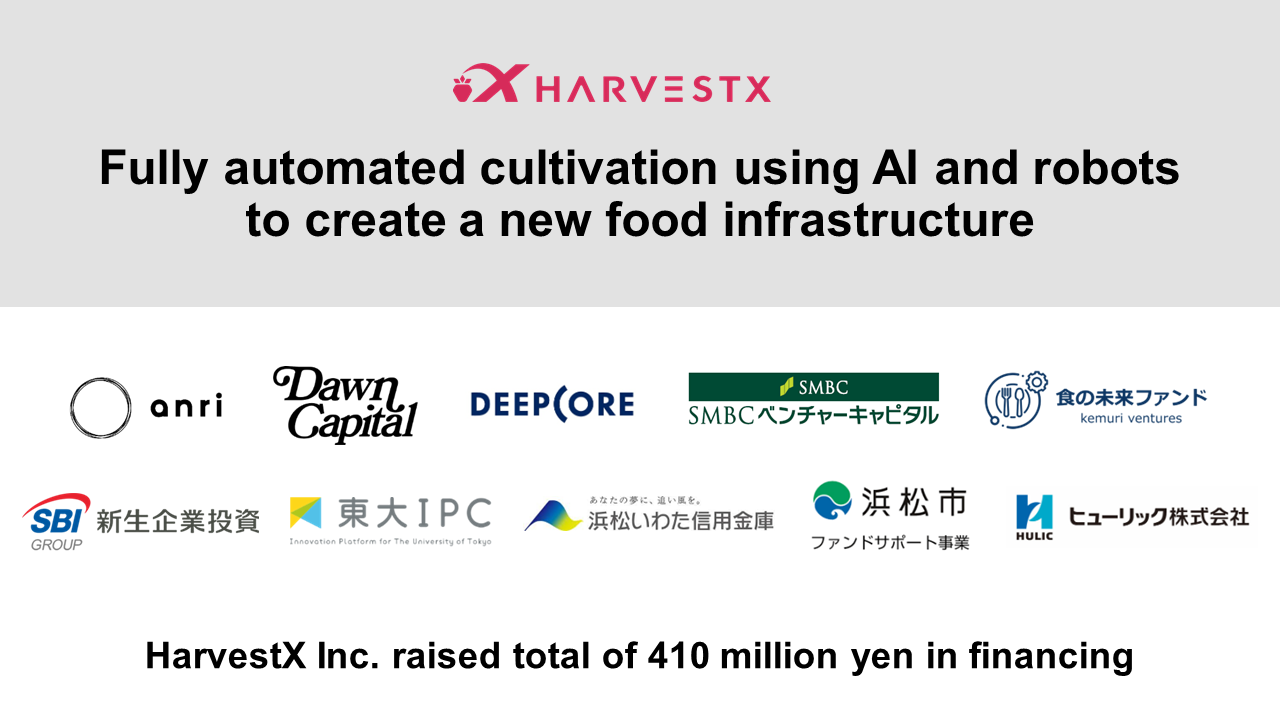 HARVESTX
Fully automated cultivation using AI and robots
to create a new food infrastructure
anri
Dawn
Capital
DEEPCORE
SMBC
SMBCベンチャーキャピタル
食の未来ファンド
kemuri ventures
SBI
GROUP
新生企業投資
東大IPC
Innovation Platform for The University of Tokyo
あなたの夢に、追い風を。
浜松いわた信用金庫
浜松市
ファンドサポート事業
HULIC
ヒューリック株式会社
HarvestX Inc. raised total of 410 million yen in financing